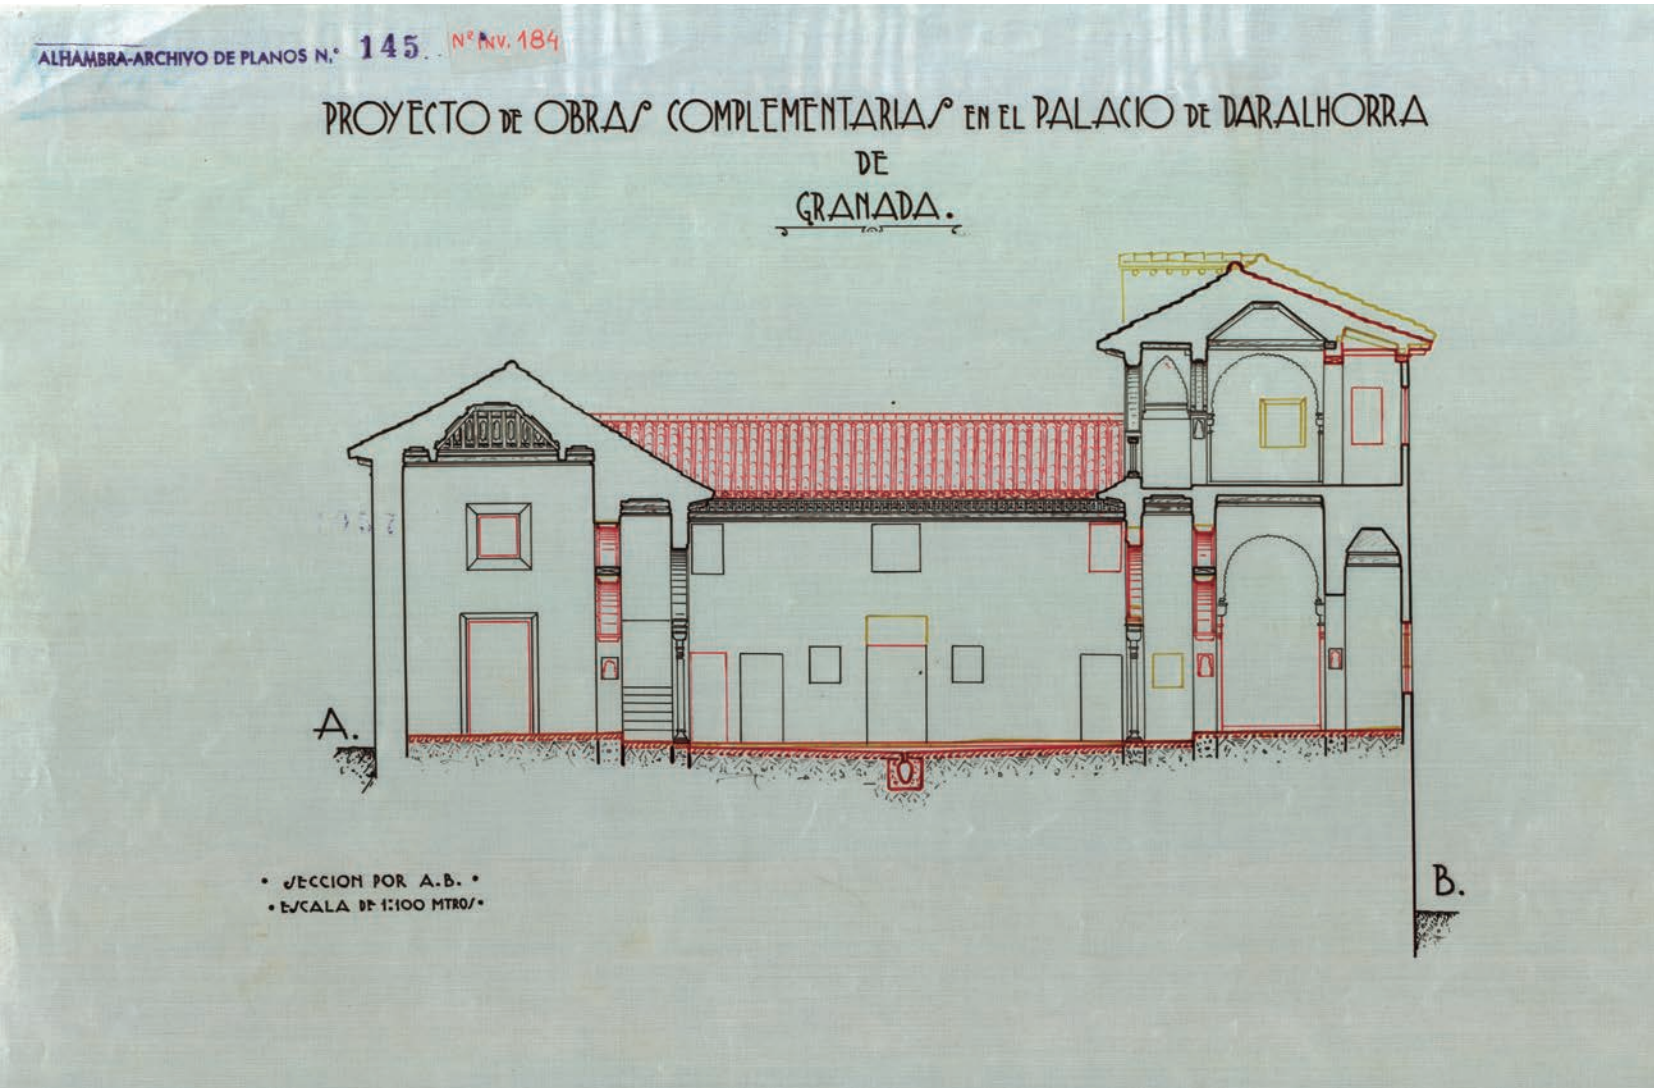 ALHAMBRA-ARCHIVO DE PLANOS N.º 145.
Nº INV. 184
PROYECTO DE OBRAS COMPLEMENTARIAS EN EL PALACIO DE DARALHORRA
DE
GRANADA.
A.
B.
• SECCION POR A.B. •
• ESCALA DE 1:100 MTROS •